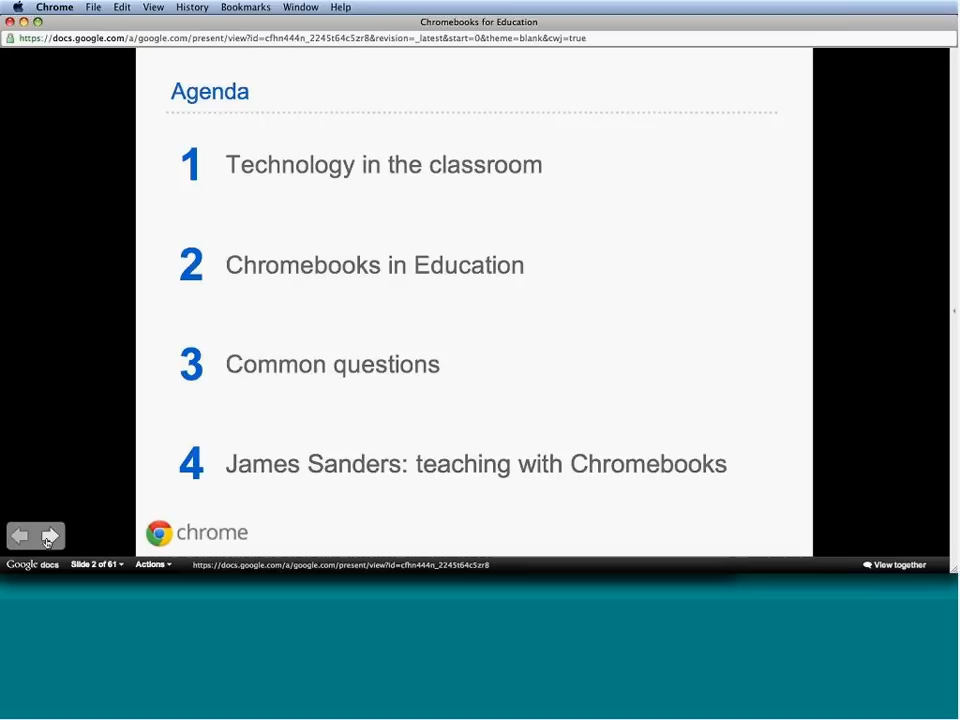 Chrome File Edit View History Bookmarks Window Help
Chromebooks for Education
https://docs.google.com/a/google.com/present/view?id=cfhn444n_2245t64c5zr8&revision=_latest&start=0&theme=blank&cwj=true
Agenda
1 Technology in the classroom
2 Chromebooks in Education
3 Common questions
4 James Sanders: teaching with Chromebooks
chrome
Google docs Slide 2 of 61 Actions https://docs.google.com/a/google.com/present/view?id=cfhn444n_2245t64c5zr8 View together